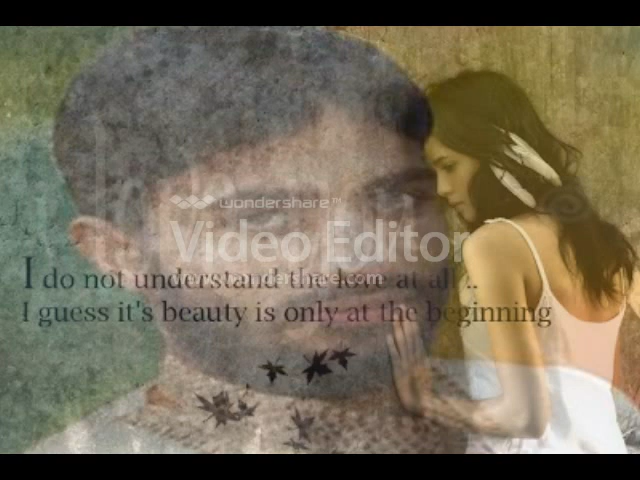 wondershare™
Video Editor
I do not understand the love at all ..
I guess it's beauty is only at the beginning